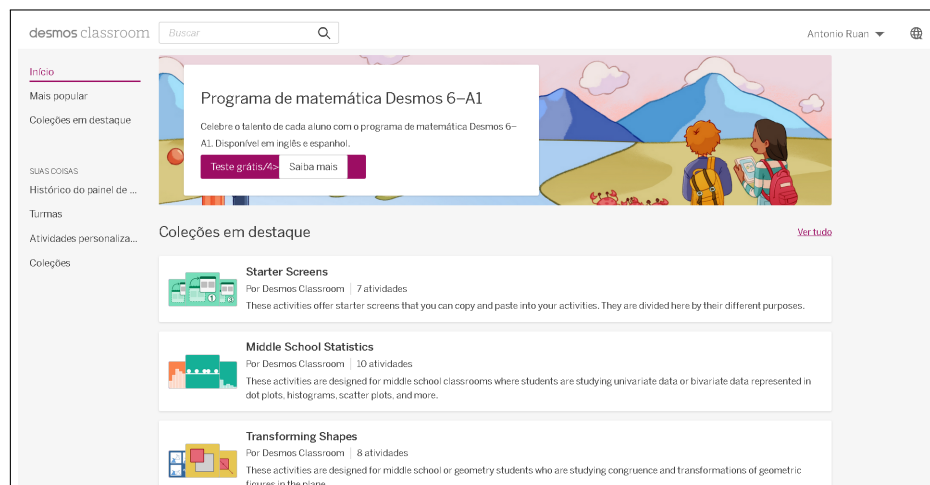 desmos classroom
Buscar
Antonio Ruan
Início
Mais popular
Coleções em destaque
SUAS COISAS
Histórico do painel de ...
Turmas
Atividades personaliza...
Coleções
Programa de matemática Desmos 6–A1
Celebre o talento de cada aluno com o programa de matemática Desmos 6–
A1. Disponível em inglês e espanhol.
Teste grátis/4> Saiba mais
Coleções em destaque
Ver tudo
Starter Screens
Por Desmos Classroom | 7 atividades
These activities offer starter screens that you can copy and paste into your activities. They are divided here by their different purposes.
Middle School Statistics
Por Desmos Classroom | 10 atividades
These activities are designed for middle school classrooms where students are studying univariate data or bivariate data represented in
dot plots, histograms, scatter plots, and more.
Transforming Shapes
Por Desmos Classroom | 8 atividades
These activities are designed for middle school or geometry students who are studying congruence and transformations of geometric
figures in the plane.